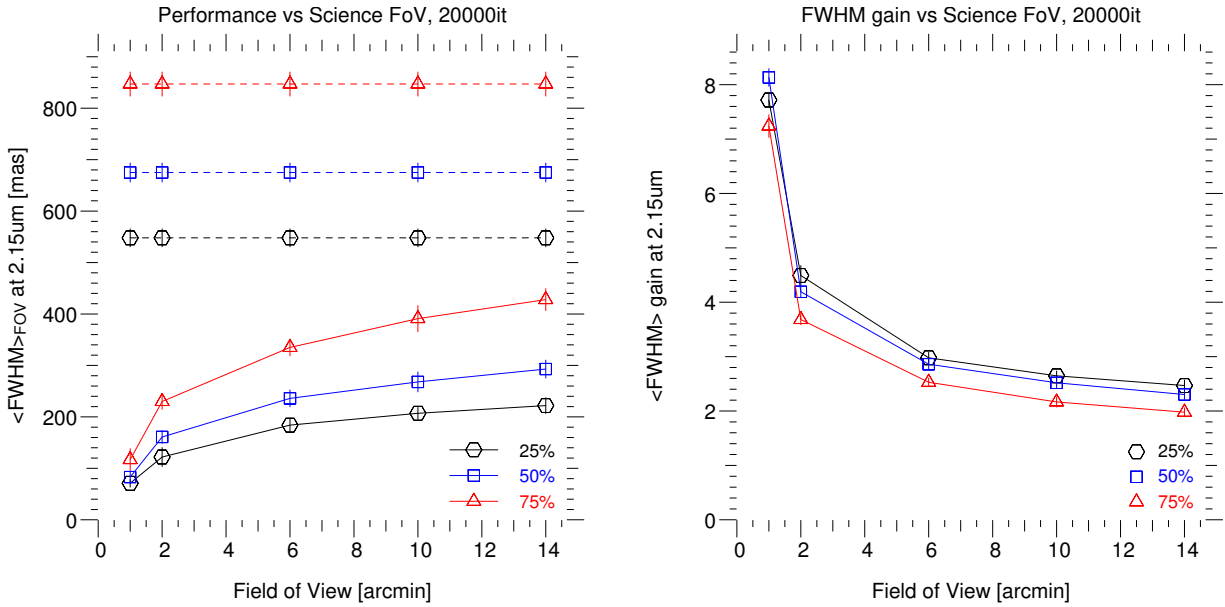 Performance vs Science FoV, 20000it
<FWHM>FOV at 2.15um [mas]
800
600
400
200
0
0 2 4 6 8 10 12 14
Field of View [arcmin]
25%
50%
75%
FWHM gain vs Science FoV, 20000it
<FWHM> gain at 2.15um
8
6
4
2
0
0 2 4 6 8 10 12 14
Field of View [arcmin]
25%
50%
75%